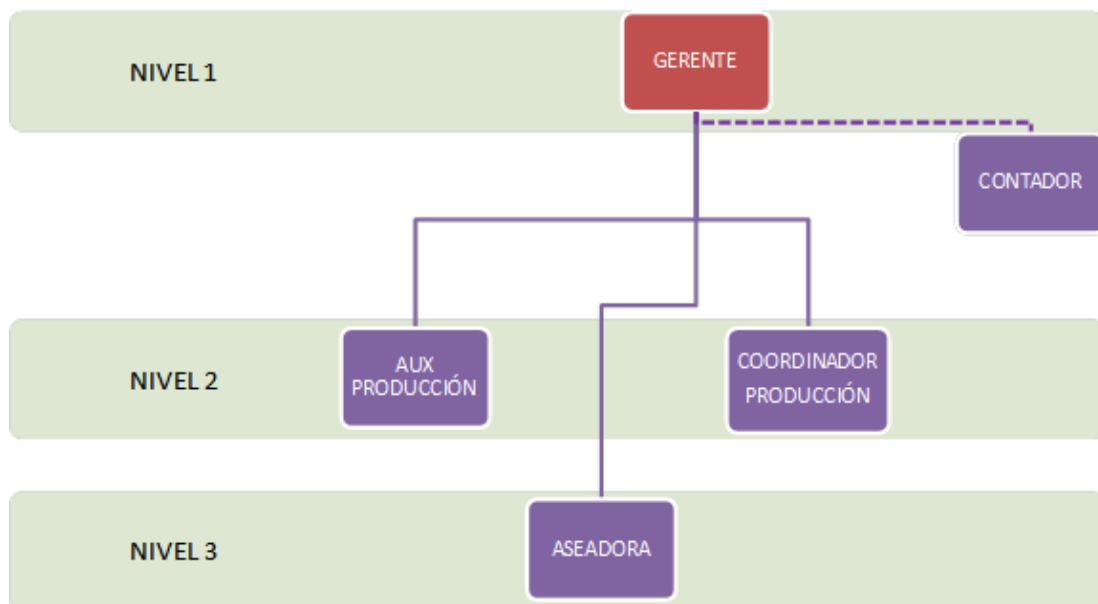 NIVEL 1
GERENTE
CONTADOR
NIVEL 2
AUX
PRODUCCIÓN
COORDINADOR
PRODUCCIÓN
NIVEL 3
ASEADORA